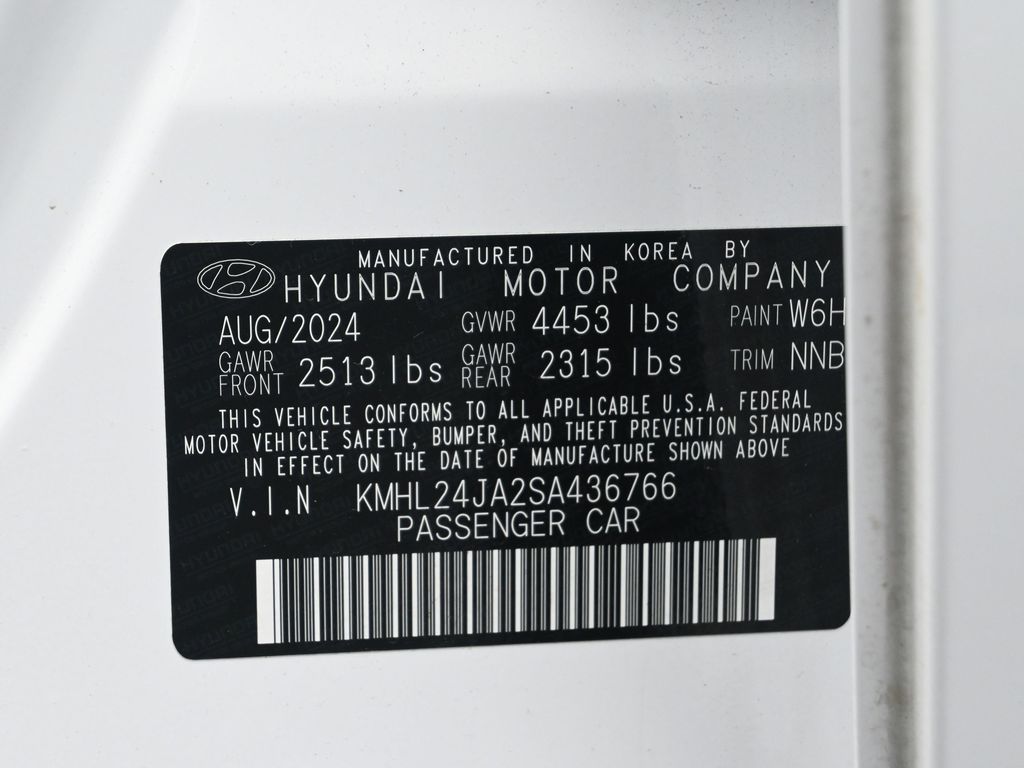 MANUFACTURED IN KOREA BY
HYUNDAI MOTOR COMPANY
AUG/2024 GVWR 4453 lbs PAINT W6H
GAWR FRONT 2513 lbs GAWR REAR 2315 lbs TRIM NNB
THIS VEHICLE CONFORMS TO ALL APPLICABLE U.S.A. FEDERAL
MOTOR VEHICLE SAFETY, BUMPER, AND THEFT PREVENTION STANDARDS
IN EFFECT ON THE DATE OF MANUFACTURE SHOWN ABOVE
V.I.N KMHL24JA2SA436766
PASSENGER CAR